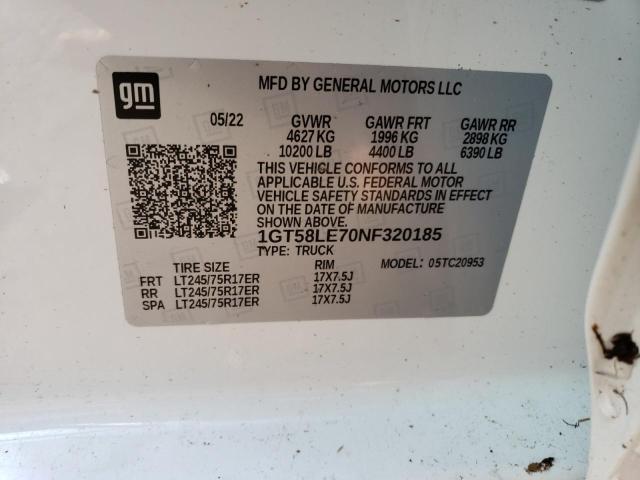 gm
MFD BY GENERAL MOTORS LLC
05/22 GVWR GAWR FRT GAWR RR
4627 KG 1996 KG 2898 KG
10200 LB 4400 LB 6390 LB
THIS VEHICLE CONFORMS TO ALL
APPLICABLE U.S. FEDERAL MOTOR
VEHICLE SAFETY STANDARDS IN EFFECT
ON THE DATE OF MANUFACTURE
SHOWN ABOVE.
1GT58LE70NF320185
TYPE: TRUCK MODEL: 05TC20953
TIRE SIZE RIM
FRT LT245/75R17ER 17X7.5J
RR LT245/75R17ER 17X7.5J
SPA LT245/75R17ER 17X7.5J